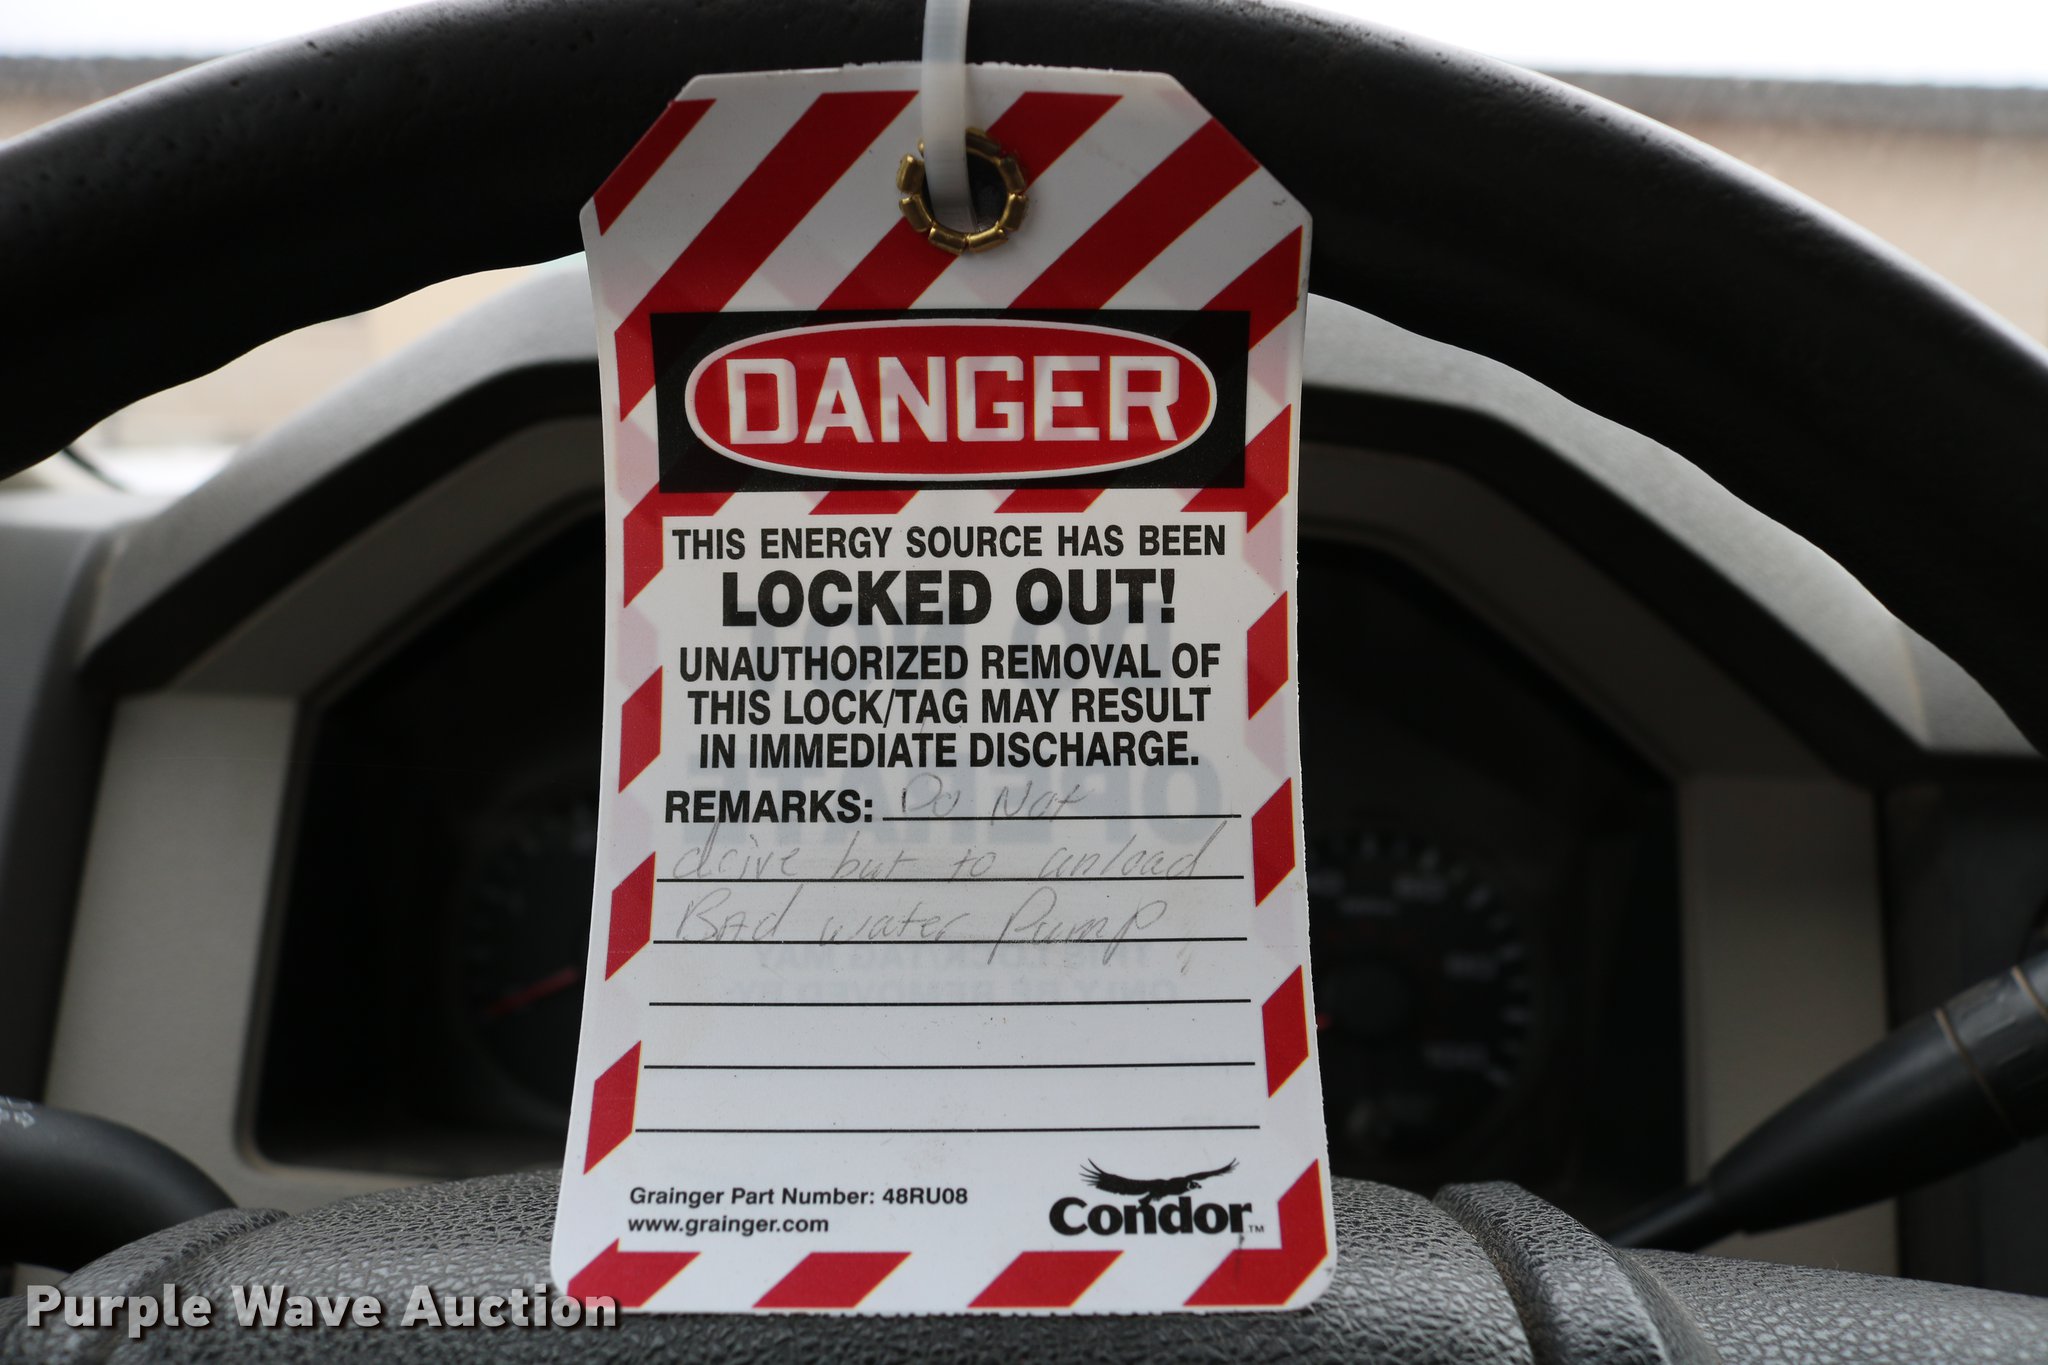 DANGER
THIS ENERGY SOURCE HAS BEEN
LOCKED OUT!
UNAUTHORIZED REMOVAL OF
THIS LOCK/TAG MAY RESULT
IN IMMEDIATE DISCHARGE.
REMARKS: Do Not
drive but to unload
BAd water Pump
Grainger Part Number: 48RU08
www.grainger.com
Condor™
Purple Wave Auction